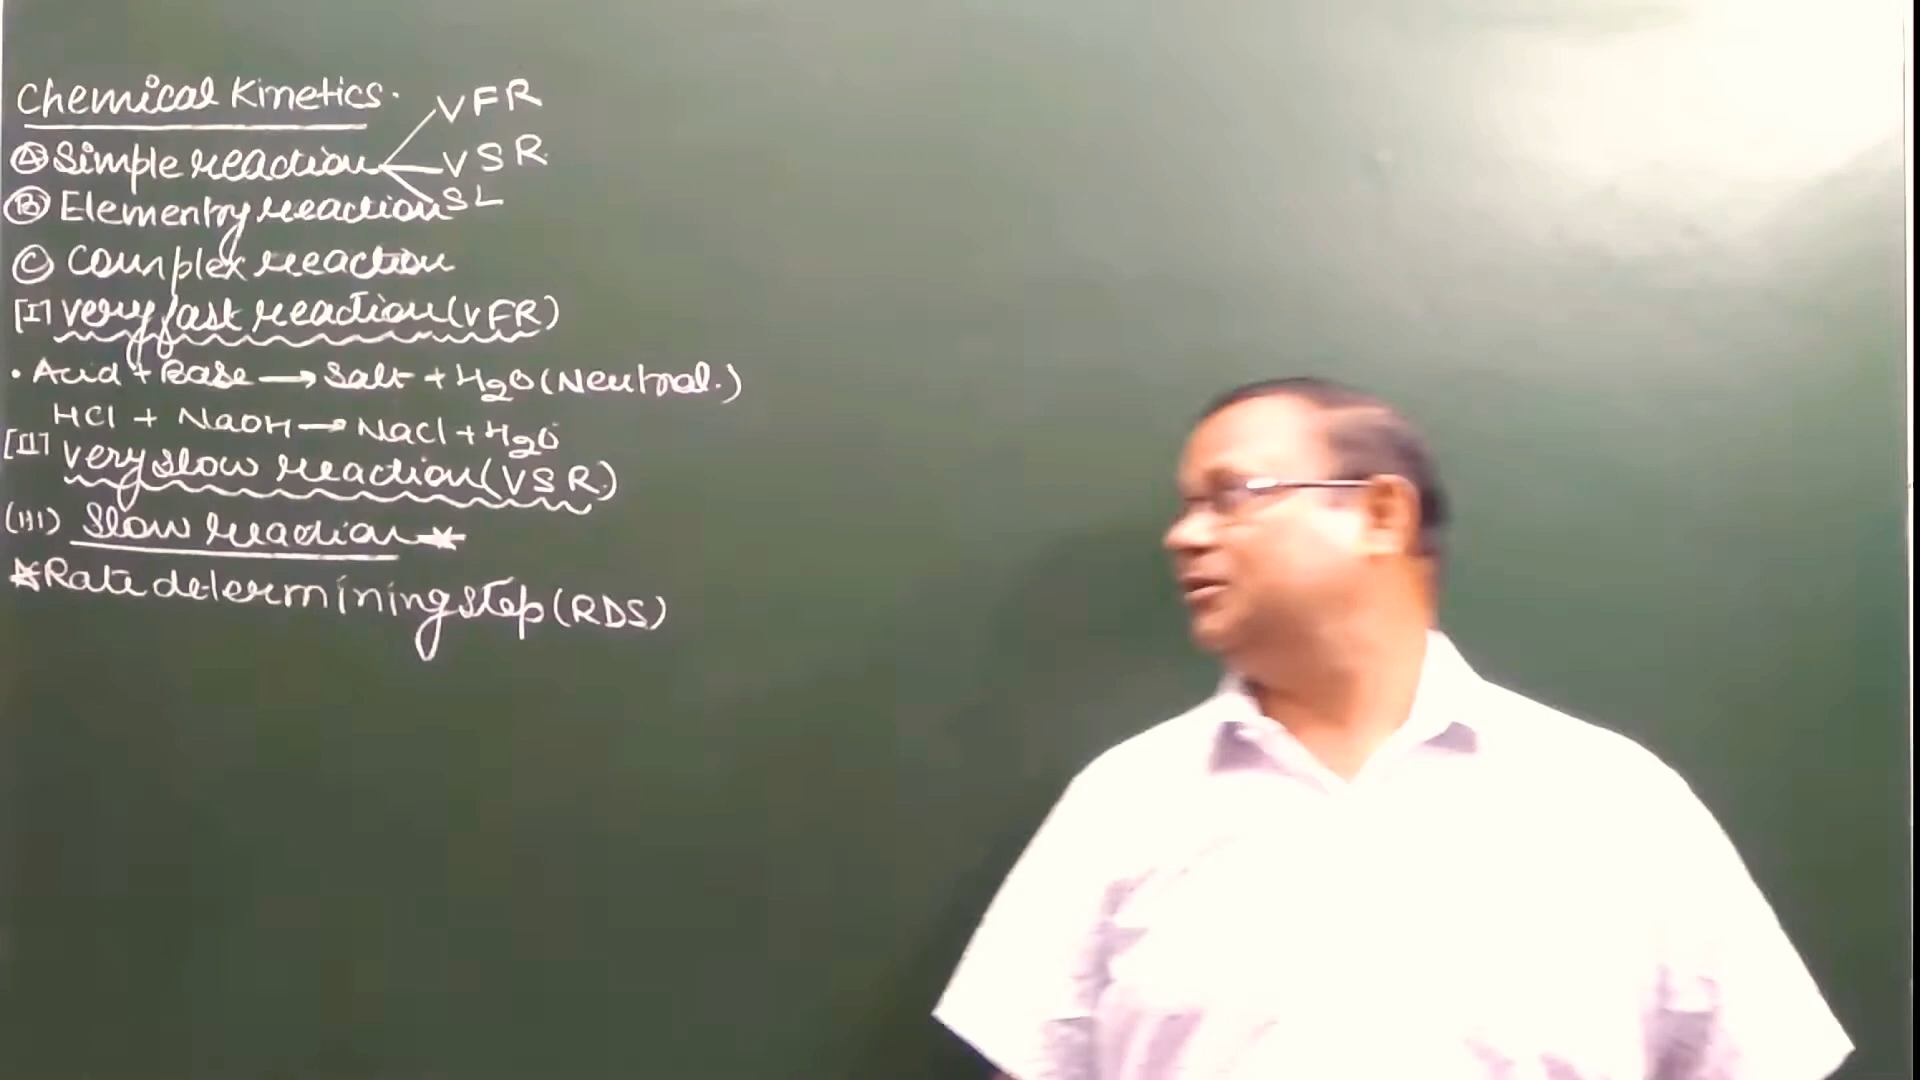 Chemical Kinetics.
VFR
(A) Simple reaction
VSR.
SL
(B) Elementry reaction
(C) Complex reaction
[I] very fast reaction (VFR)
• Acid + Base → Salt + H2O (Neutral.)
HCl + NaOH → NaCl + H2O
[II] very slow reaction (VSR.)
(III) Slow reaction *
* Rate determining step (RDS)